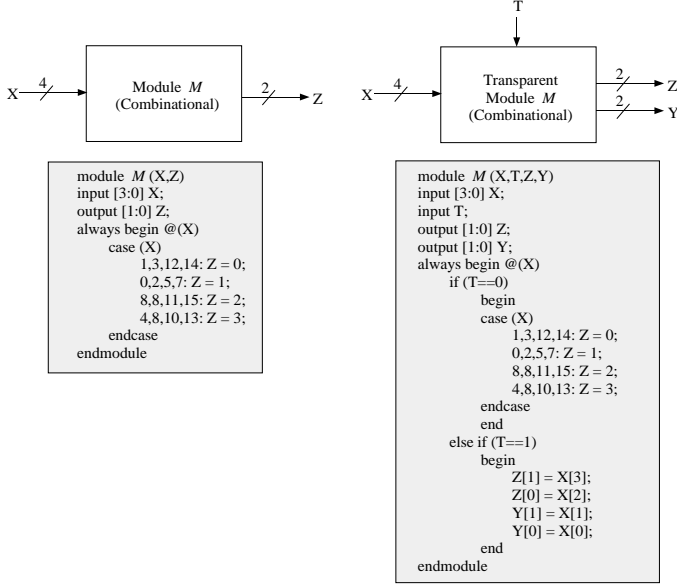 X
4
Module M
(Combinational)
2
Z
module M (X,Z)
input [3:0] X;
output [1:0] Z;
always begin @(X)
case (X)
1,3,12,14: Z = 0;
0,2,5,7: Z = 1;
8,8,11,15: Z = 2;
4,8,10,13: Z = 3;
endcase
endmodule
T
X
4
Transparent
Module M
(Combinational)
2
Z
2
Y
module M (X,T,Z,Y)
input [3:0] X;
input T;
output [1:0] Z;
output [1:0] Y;
always begin @(X)
if (T==0)
begin
case (X)
1,3,12,14: Z = 0;
0,2,5,7: Z = 1;
8,8,11,15: Z = 2;
4,8,10,13: Z = 3;
endcase
end
else if (T==1)
begin
Z[1] = X[3];
Z[0] = X[2];
Y[1] = X[1];
Y[0] = X[0];
end
endmodule